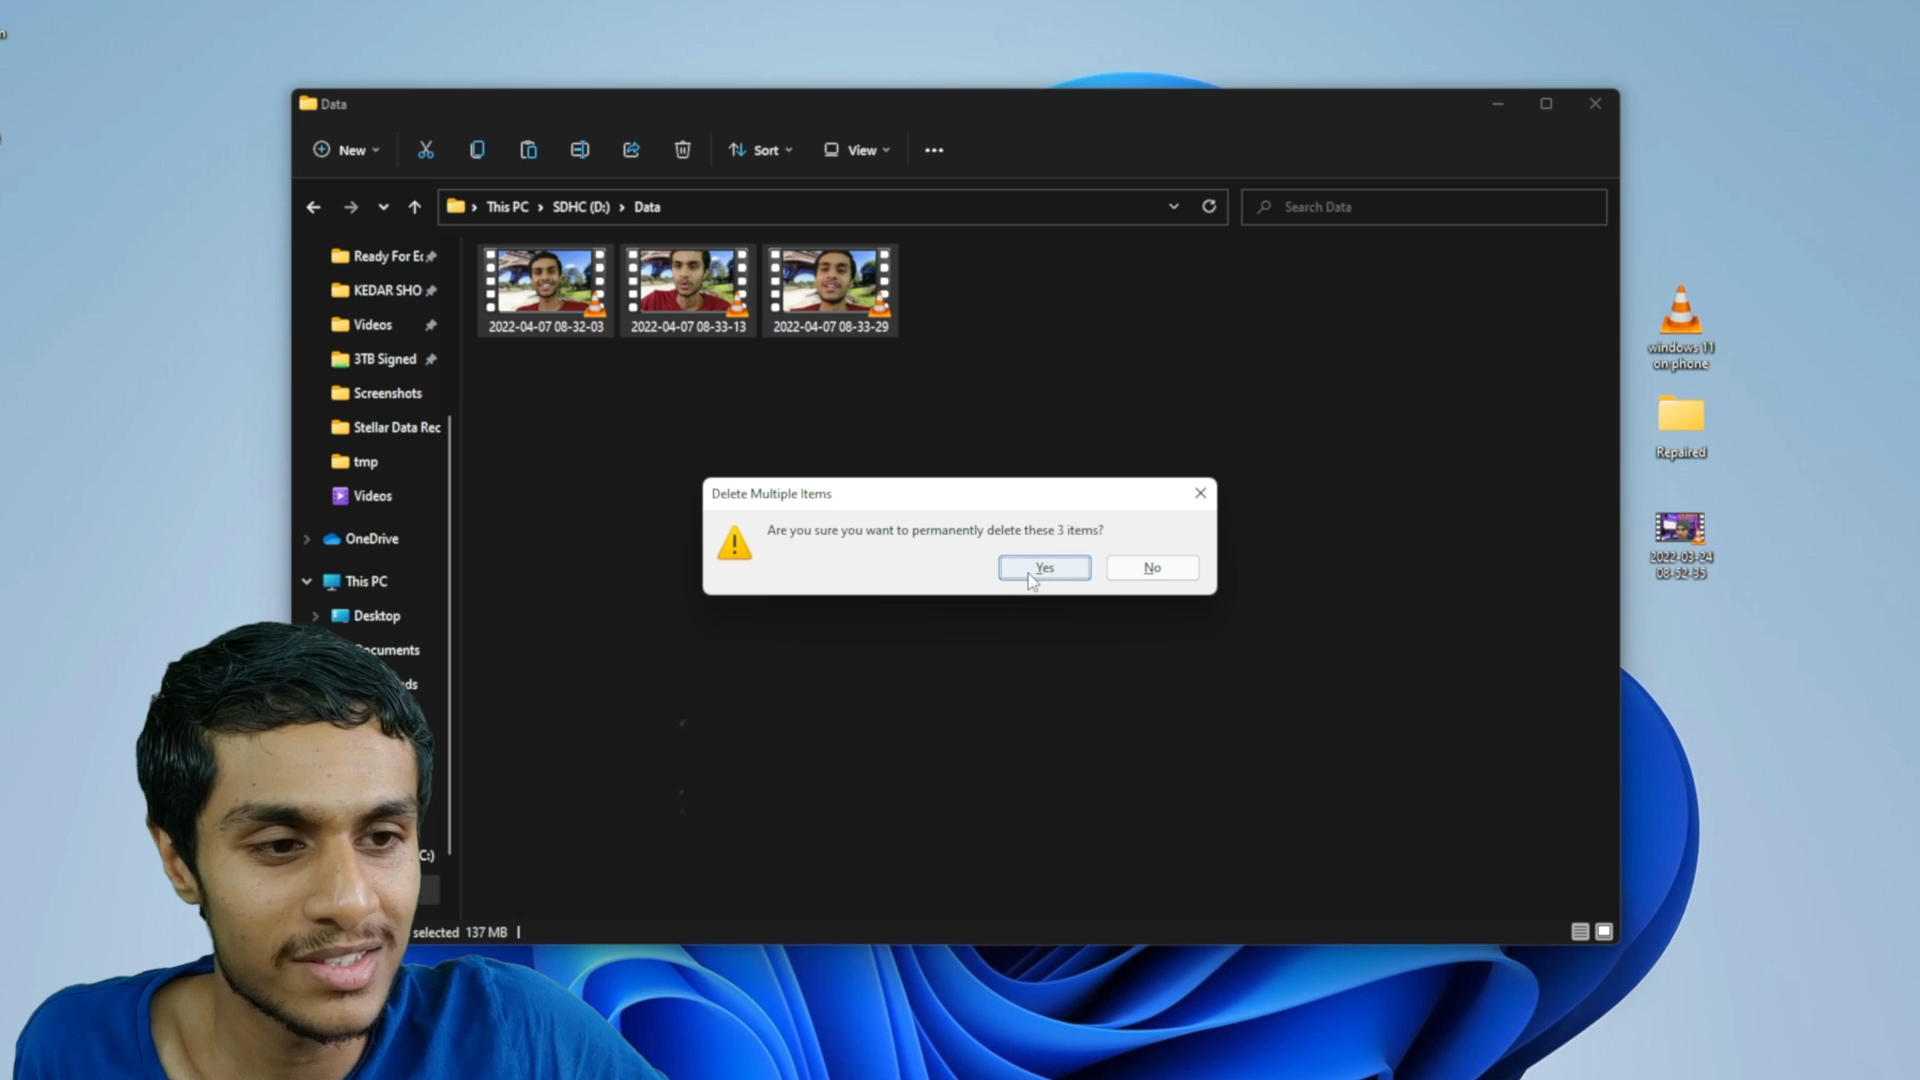 Data
New
Sort
View
This PC
SDHC (D:)
Data
Search Data
Ready For Ec
KEDAR SHO
Videos
3TB Signed
Screenshots
Stellar Data Rec
tmp
Videos
OneDrive
This PC
Desktop
ocuments
ds
C:)
2022-04-07 08-32-03
2022-04-07 08-33-13
2022-04-07 08-33-29
Delete Multiple Items
Are you sure you want to permanently delete these 3 items?
Yes
No
selected 137 MB
windows 11
on phone
Repaired
2022-03-24
08-52-35